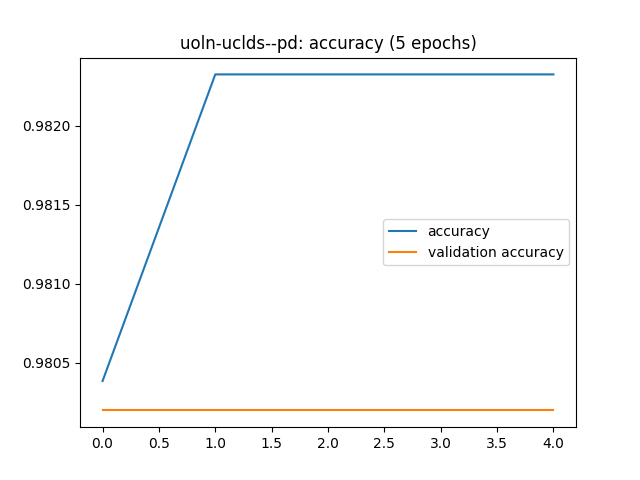 uoln-uclds--pd: accuracy (5 epochs)
0.9820
0.9815
0.9810
0.9805
accuracy
validation accuracy
0.0 0.5 1.0 1.5 2.0 2.5 3.0 3.5 4.0